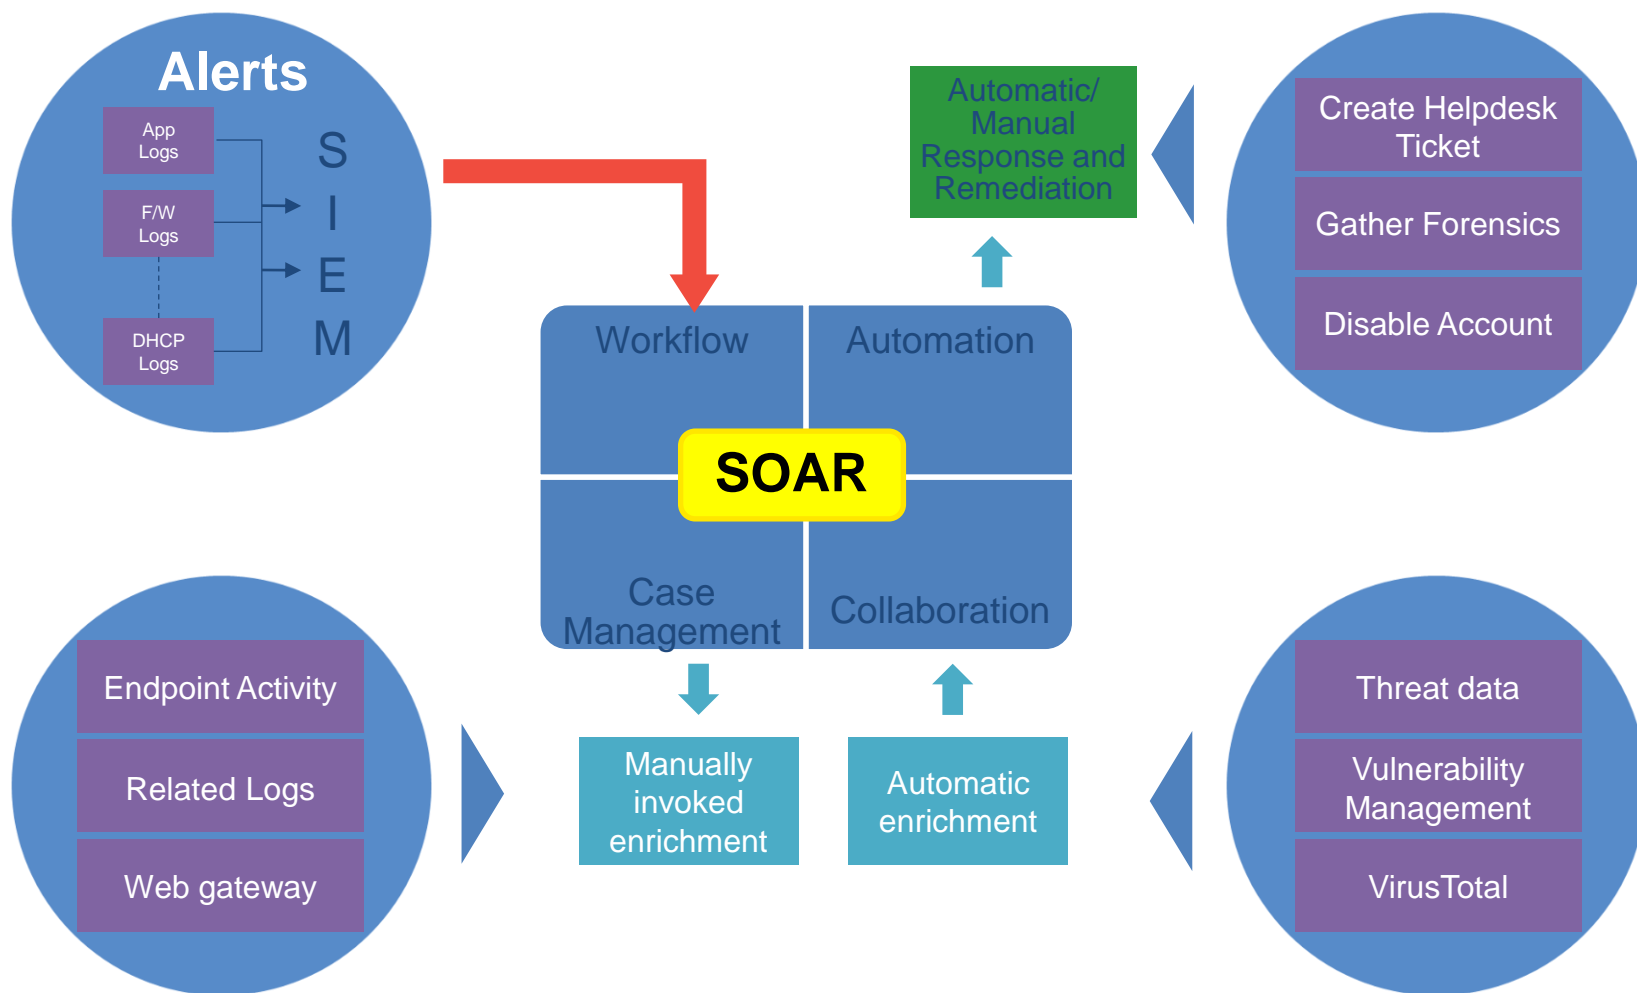 Alerts
App
Logs
F/W
Logs
DHCP
Logs
S
I
E
M
Automatic/
Manual
Response and
Remediation
Create Helpdesk
Ticket
Gather Forensics
Disable Account
Workflow
Automation
SOAR
Case
Management
Collaboration
Endpoint Activity
Related Logs
Web gateway
Manually
invoked
enrichment
Automatic
enrichment
Threat data
Vulnerability
Management
VirusTotal